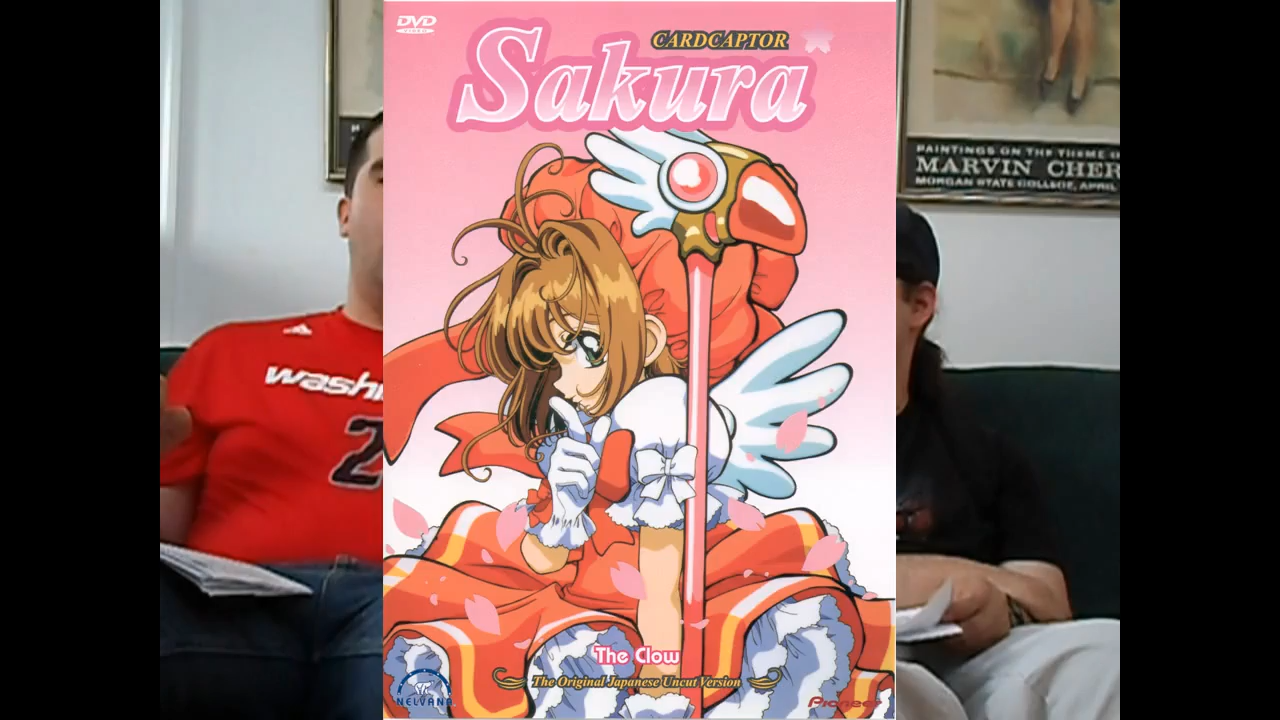 DVD
VIDEO
CARDCAPTOR
Sakura
PAINTINGS ON THE THEME O
MARVIN CHER
MORGAN STATE COLLEGE, APRIL
washi
2
The Clow
The Original Japanese Uncut Version
NELVANA
Pioneer